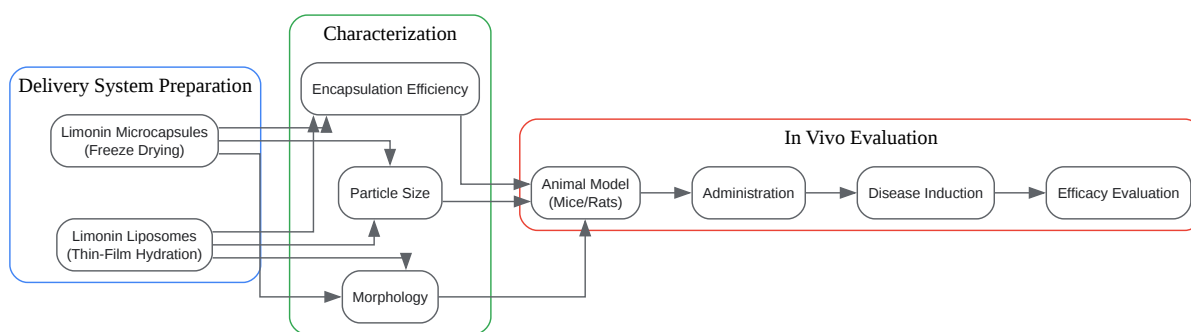 Delivery System Preparation
Limonin Microcapsules
(Freeze Drying)
Limonin Liposomes
(Thin-Film Hydration)
Characterization
Encapsulation Efficiency
Particle Size
Morphology
In Vivo Evaluation
Animal Model
(Mice/Rats)
Administration
Disease Induction
Efficacy Evaluation